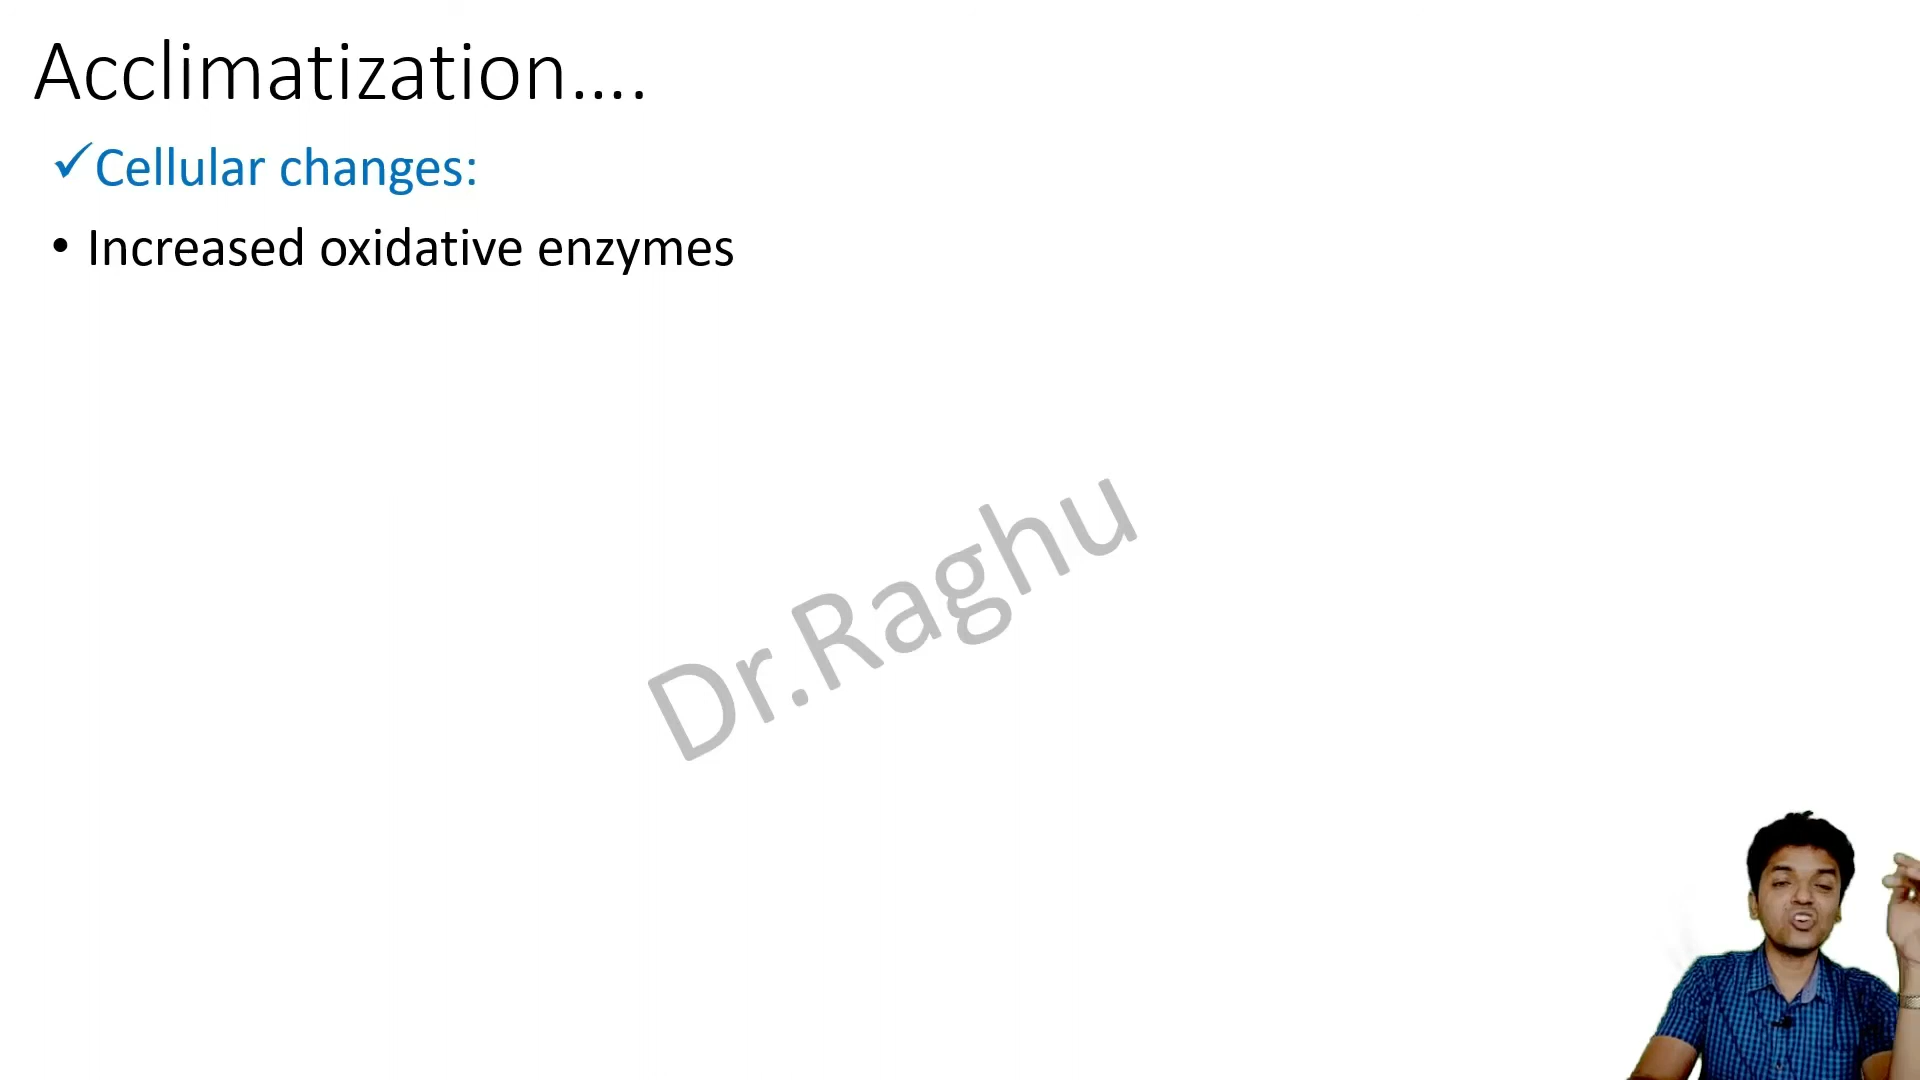 Acclimatization....
✓Cellular changes:
• Increased oxidative enzymes
Dr.Raghu